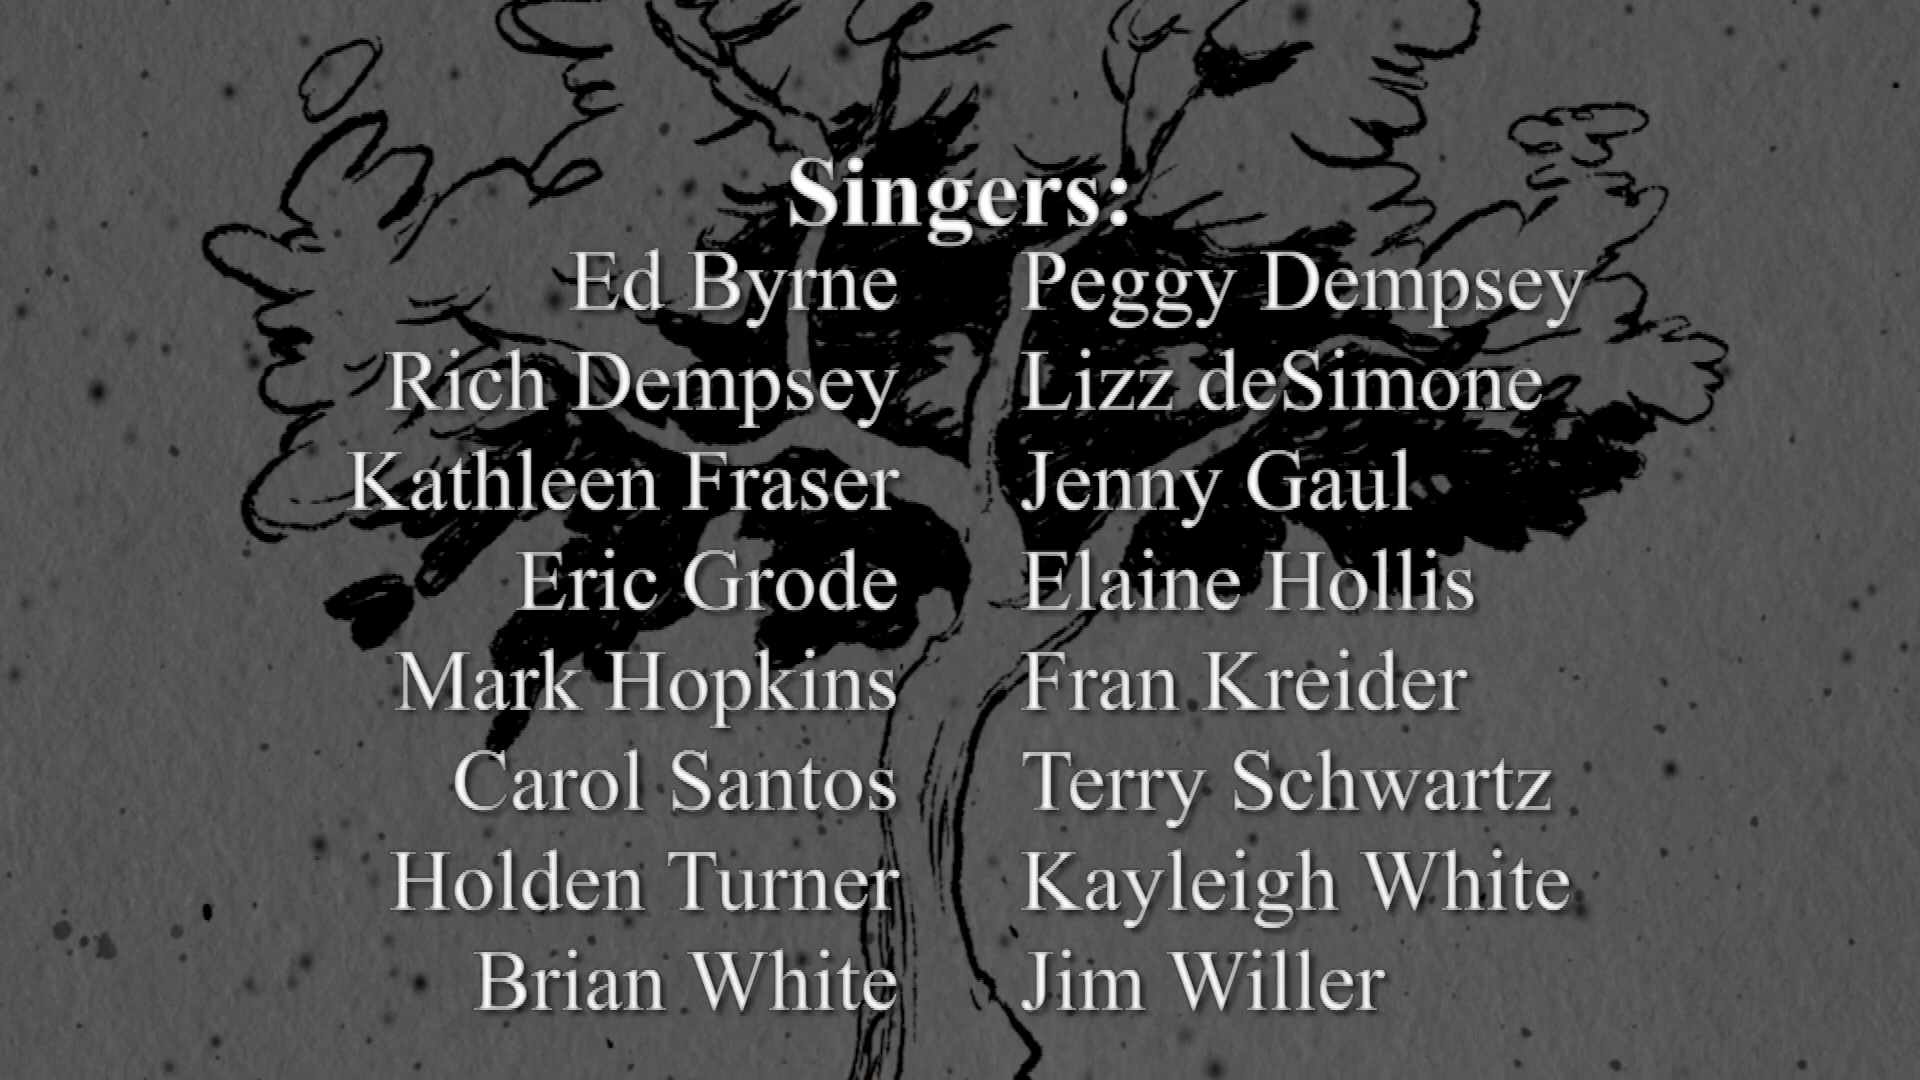 Singers:
Ed Byrne Peggy Dempsey
Rich Dempsey Lizz deSimone
Kathleen Fraser Jenny Gaul
Eric Grode Elaine Hollis
Mark Hopkins Fran Kreider
Carol Santos Terry Schwartz
Holden Turner Kayleigh White
Brian White Jim Willer